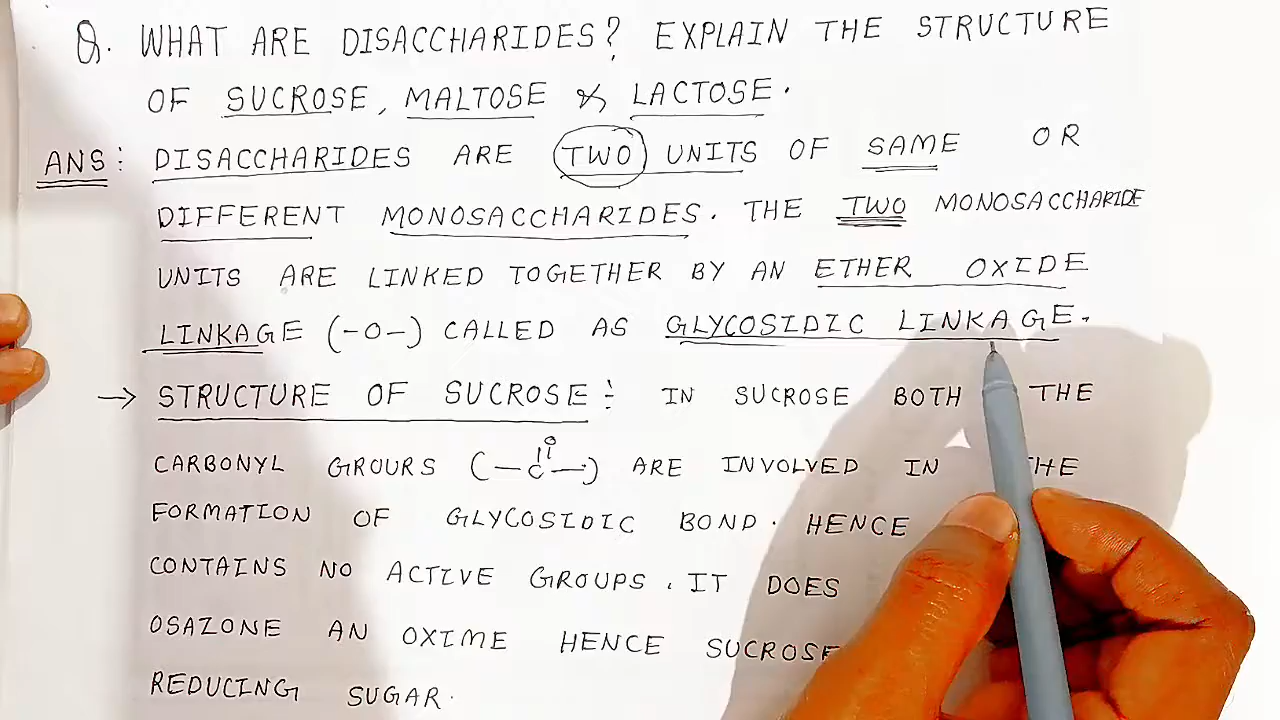 Q. WHAT ARE DISACCHARIDES? EXPLAIN THE STRUCTURE
OF SUCROSE, MALTOSE & LACTOSE.
ANS: DISACCHARIDES ARE TWO UNITS OF SAME OR
DIFFERENT MONOSACCHARIDES. THE TWO MONOSACCHARIDE
UNITS ARE LINKED TOGETHER BY AN ETHER OXIDE
LINKAGE (-O-) CALLED AS GLYCOSIDIC LINKAGE.
→ STRUCTURE OF SUCROSE: IN SUCROSE BOTH THE
CARBONYL GROURS (-C-) O ARE INVOLVED IN THE
FORMATION OF GLYCOSIDIC BOND. HENCE
CONTAINS NO ACTIVE GROUPS. IT DOES
OSAZONE AN OXIME HENCE SUCROSE
REDUCING SUGAR.